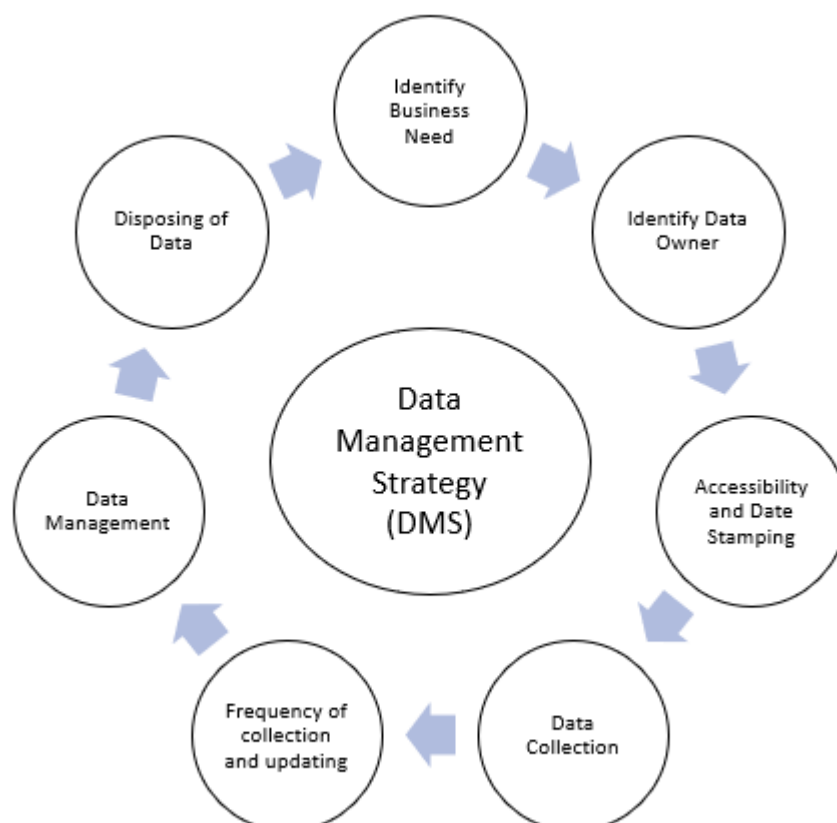 Identify
Business
Need
Identify Data
Owner
Accessibility
and Date
Stamping
Data
Collection
Frequency of
collection
and updating
Data
Management
Disposing of
Data
Data
Management
Strategy
(DMS)